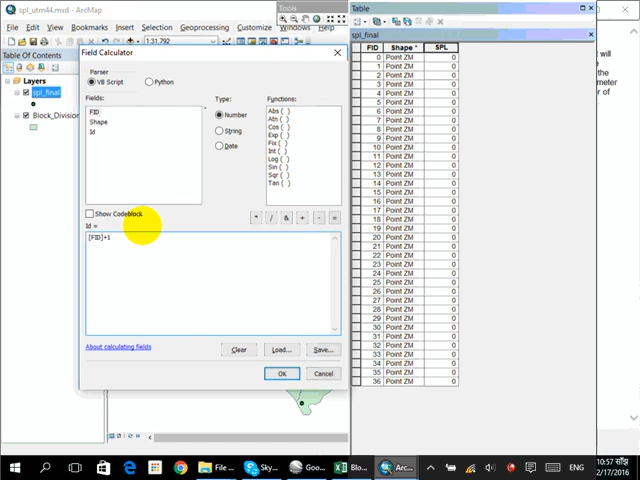 spl_utm44.mxd - ArcMap
File Edit View Bookmarks Insert Selection Geoprocessing Customize Windows Help
1:31,792
Tools
Table Of Contents
Layers
spl_final
Block_Division
Field Calculator
Parser
VB Script
Python
Fields:
FID
Shape
Id
Type:
Number
String
Date
Functions:
Abs ( )
Atn ( )
Cos ( )
Exp ( )
Fix ( )
Int ( )
Log ( )
Sin ( )
Sqr ( )
Tan ( )
Show Codeblock
* / & + - =
Id =
[FID]+1
About calculating fields
Clear
Load...
Save...
OK
Cancel
Table
spl_final
FID Shape * SPL
0 Point ZM 0
1 Point ZM 0
2 Point ZM 0
3 Point ZM 0
4 Point ZM 0
5 Point ZM 0
6 Point ZM 0
7 Point ZM 0
8 Point ZM 0
9 Point ZM 0
10 Point ZM 0
11 Point ZM 0
12 Point ZM 0
13 Point ZM 0
14 Point ZM 0
15 Point ZM 0
16 Point ZM 0
17 Point ZM 0
18 Point ZM 0
19 Point ZM 0
20 Point ZM 0
21 Point ZM 0
22 Point ZM 0
23 Point ZM 0
24 Point ZM 0
25 Point ZM 0
26 Point ZM 0
27 Point ZM 0
28 Point ZM 0
29 Point ZM 0
30 Point ZM 0
31 Point ZM 0
32 Point ZM 0
33 Point ZM 0
34 Point ZM 0
35 Point ZM 0
36 Point ZM 0
will
the
meter
r of
File ...
Sky...
Goo...
Blo...
Arc...
ENG
10:57 साँझ
2/17/2016